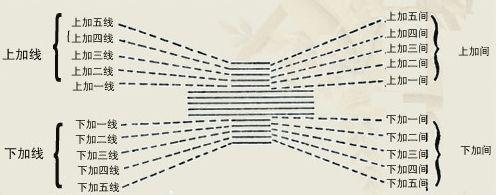 上加线
上加五线
上加四线
上加三线
上加二线
上加一线
下加线
下加一线
下加二线
下加三线
下加四线
下加五线
上加五间
上加四间
上加三间
上加二间
上加一间
上加间
下加一间
下加二间
下加三间
下加四间
下加五间
下加间